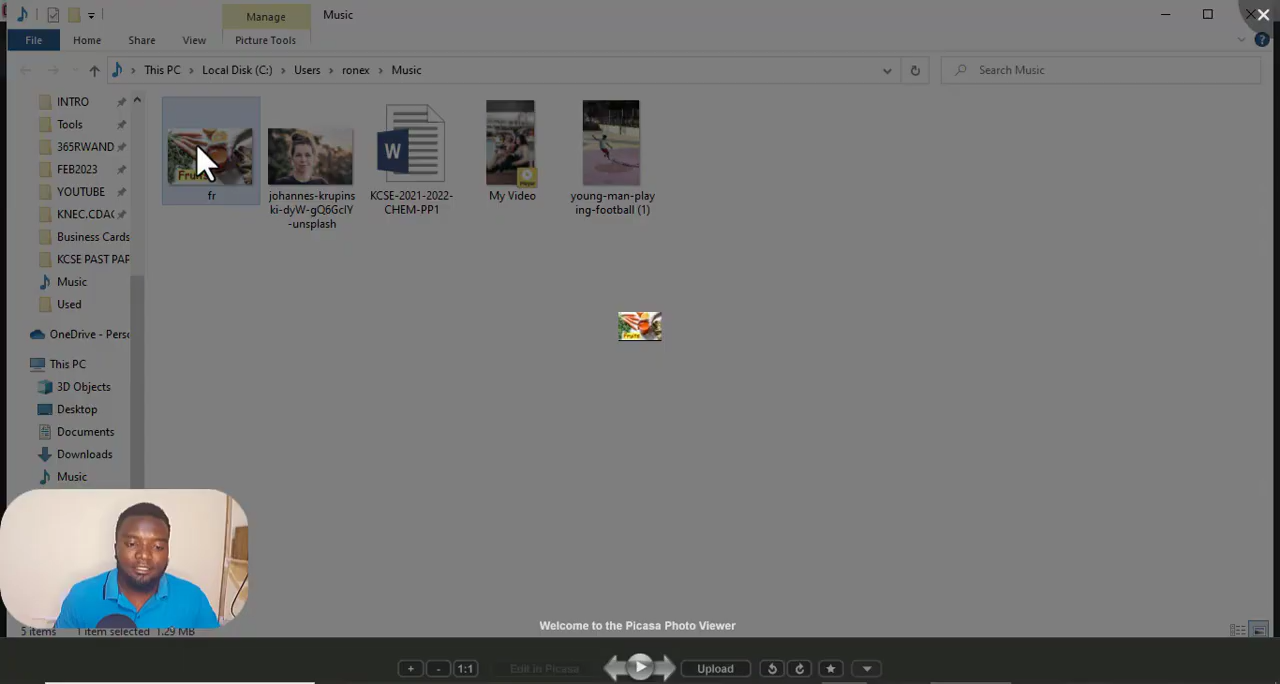 Manage
Music
File
Home
Share
View
Picture Tools
This PC
Local Disk (C:)
Users
ronex
Music
Search Music
INTRO
Tools
365RWAND
FEB2023
YOUTUBE
KNEC.CDAC
Business Cards
KCSE PAST PAP
Music
Used
OneDrive - Perso
This PC
3D Objects
Desktop
Documents
Downloads
Music
Fruits
fr
johannes-krupins
ki-dyW-gQ6GclY
-unsplash
W
KCSE-2021-2022-
CHEM-PP1
My Video
young-man-play
ing-football (1)
Fruits
5 items
1 item selected
1.29 MB
Welcome to the Picasa Photo Viewer
+
-
1:1
Edit in Picasa
Upload